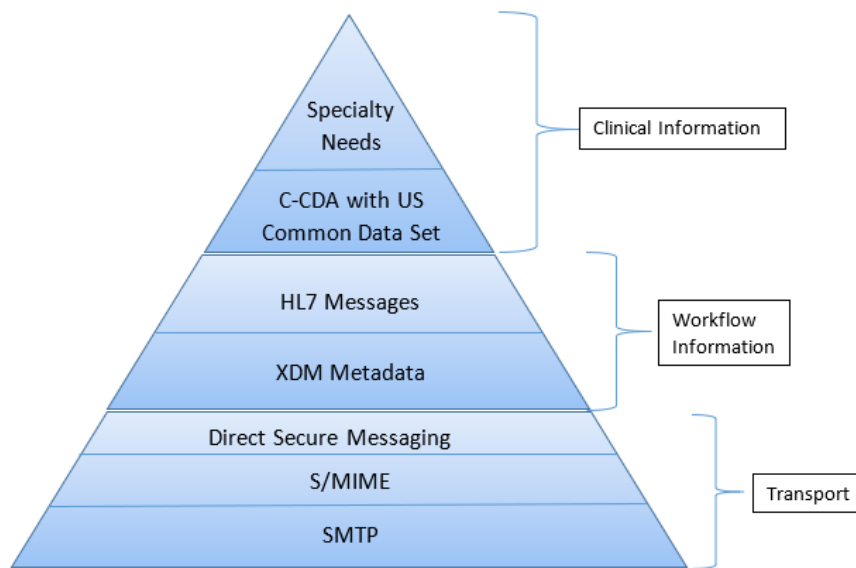 Specialty
Needs
Clinical Information
C-CDA with US
Common Data Set
HL7 Messages
Workflow
Information
XDM Metadata
Direct Secure Messaging
S/MIME
Transport
SMTP